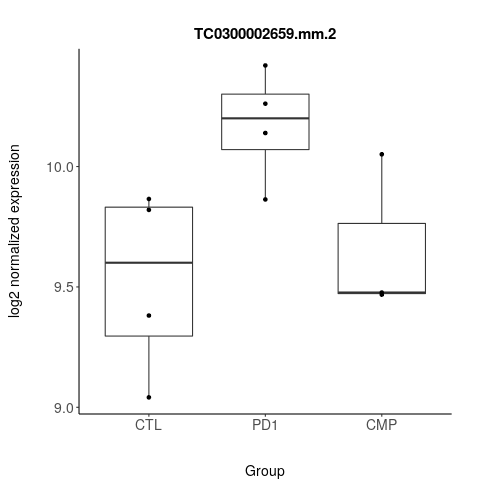 TC0300002659.mm.2
log2 normalized expression
10.0
9.5
9.0
CTL PD1 CMP
Group